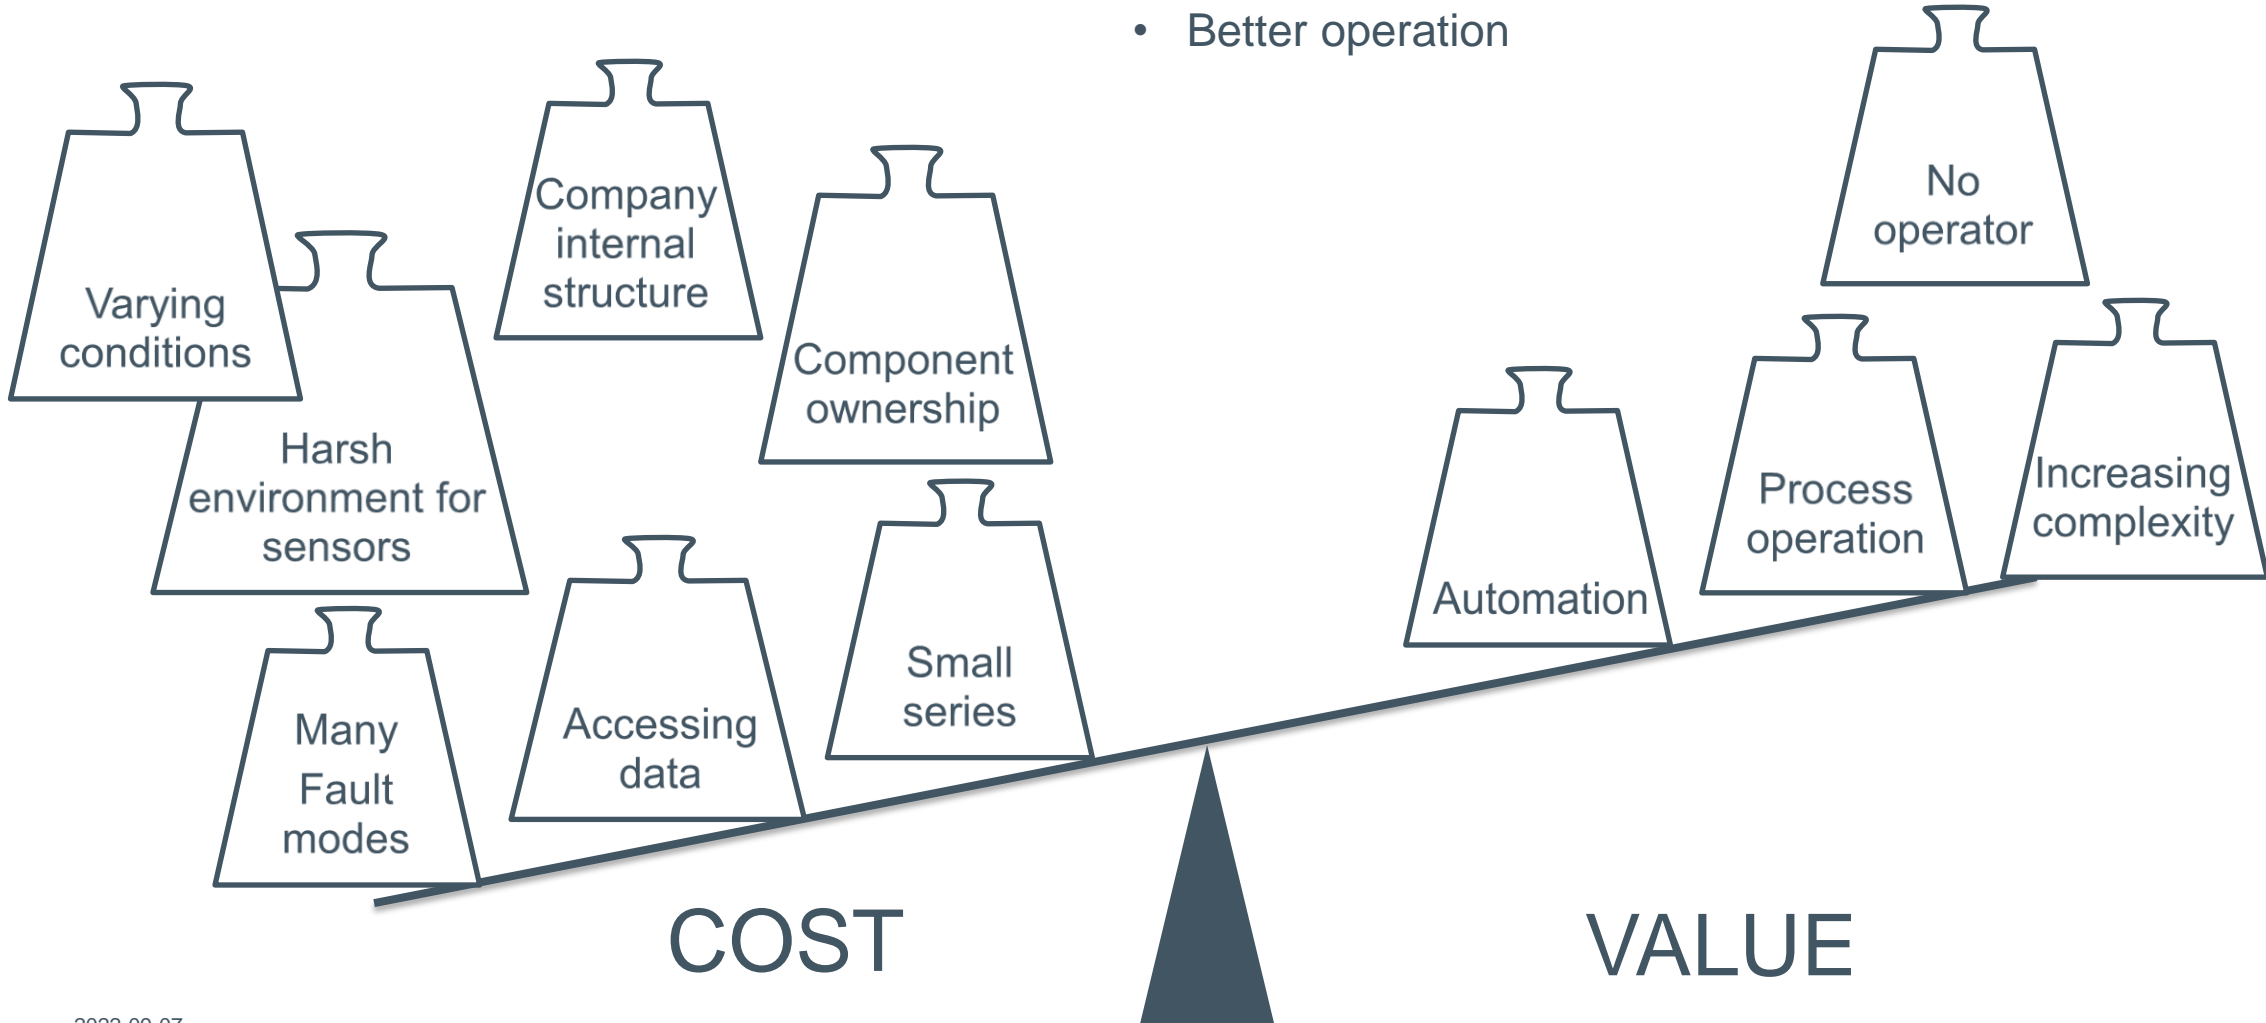 • Better operation
Varying
conditions
Harsh
environment for
sensors
Company
internal
structure
Component
ownership
Many
Fault
modes
Accessing
data
Small
series
No
operator
Automation
Process
operation
Increasing
complexity
COST
VALUE